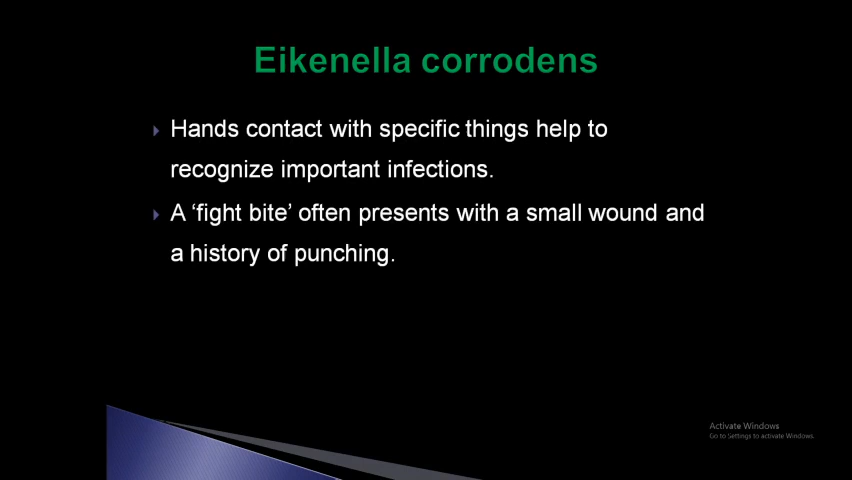 Eikenella corrodens
Hands contact with specific things help to
recognize important infections.
A ‘fight bite’ often presents with a small wound and
a history of punching.
Activate Windows
Go to Settings to activate Windows.